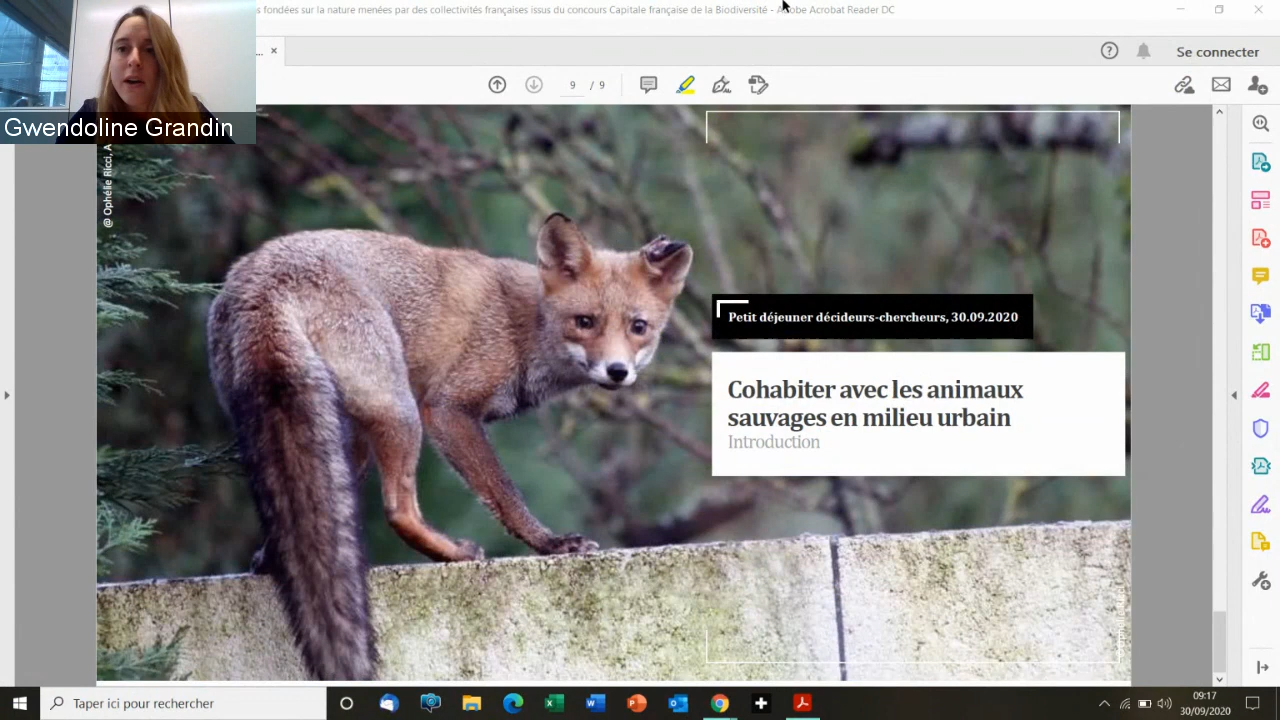 s fondées sur la nature menées par des collectivités françaises issus du concours Capitale française de la Biodiversité - Adobe Acrobat Reader DC
... ×
Se connecter
9 / 9
Gwendoline Grandin
@ Ophélie Ricci, A
Petit déjeuner décideurs-chercheurs, 30.09.2020
Cohabiter avec les animaux
sauvages en milieu urbain
Introduction
Taper ici pour rechercher
09:17
30/09/2020